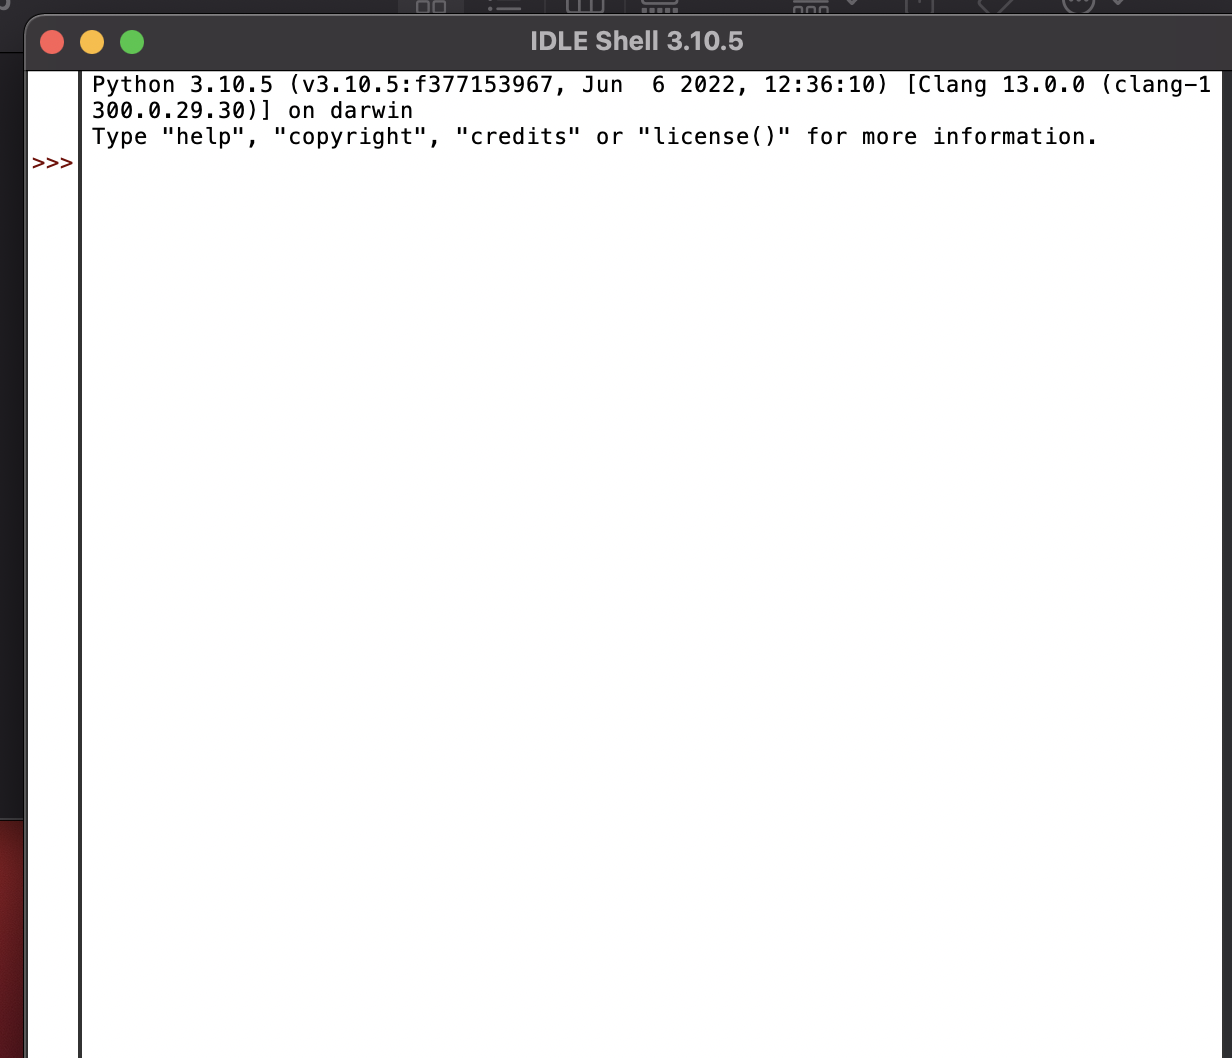 IDLE Shell 3.10.5
Python 3.10.5 (v3.10.5:f377153967, Jun  6 2022, 12:36:10) [Clang 13.0.0 (clang-1
300.0.29.30)] on darwin
Type "help", "copyright", "credits" or "license()" for more information.
>>>